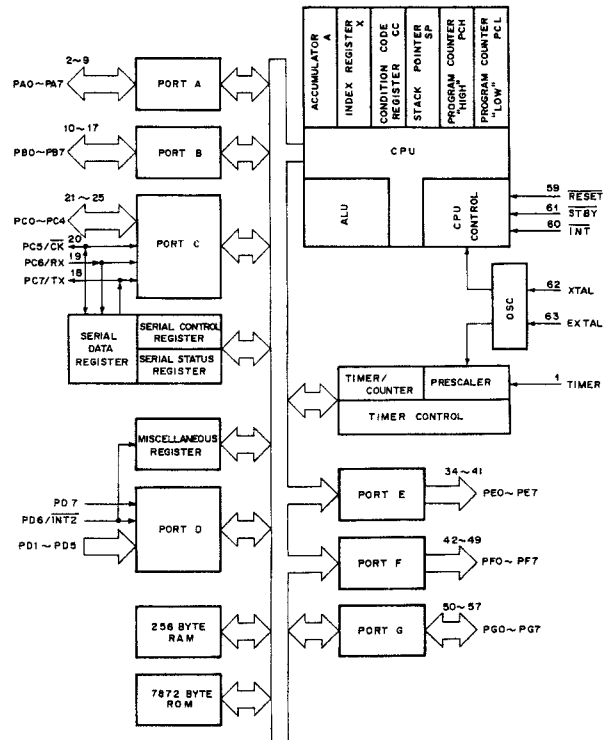 ACCUMULATOR
A
INDEX REGISTER
X
CONDITION CODE
REGISTER CC
STACK POINTER
SP
PROGRAM COUNTER
"HIGH" PCH
PROGRAM COUNTER
"LOW" PCL
CPU
ALU
CPU
CONTROL
59 RESET
61 STBY
60 INT
OSC
62 XTAL
63 EXTAL
TIMER/
COUNTER
PRESCALER
TIMER CONTROL
1 TIMER
2~9
PA0~PA7
PORT A
10~17
PB0~PB7
PORT B
21~25
PC0~PC4
PORT C
PC5/CK 20
PC6/RX 19
PC7/TX 18
SERIAL
DATA
REGISTER
SERIAL CONTROL
REGISTER
SERIAL STATUS
REGISTER
MISCELLANEOUS
REGISTER
PD7
PD6/INT2
PD1~PD5
PORT D
256 BYTE
RAM
7872 BYTE
ROM
PORT E
34~41
PE0~PE7
PORT F
42~49
PF0~PF7
PORT G
50~57
PG0~PG7